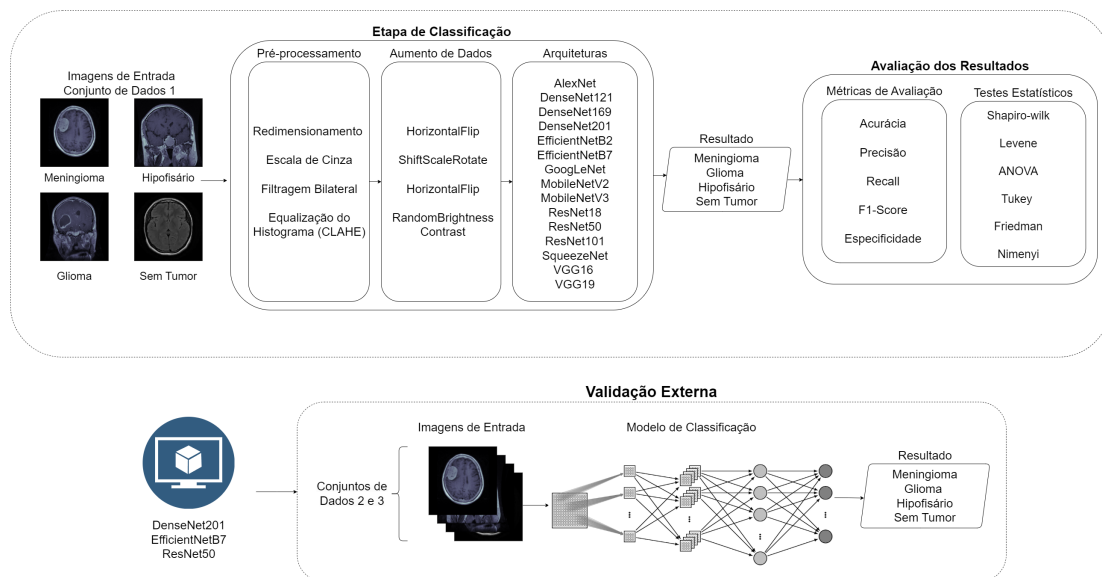 Etapa de Classificação
Pré-processamento
Aumento de Dados
Arquiteturas
Imagens de Entrada
Conjunto de Dados 1
Meningioma
Hipofisário
Glioma
Sem Tumor
Redimensionamento
Escala de Cinza
Filtragem Bilateral
Equalização do
Histograma (CLAHE)
HorizontalFlip
ShiftScaleRotate
HorizontalFlip
RandomBrightness
Contrast
AlexNet
DenseNet121
DenseNet169
DenseNet201
EfficientNetB2
EfficientNetB7
GoogLeNet
MobileNetV2
MobileNetV3
ResNet18
ResNet50
ResNet101
SqueezeNet
VGG16
VGG19
Resultado
Meningioma
Glioma
Hipofisário
Sem Tumor
Avaliação dos Resultados
Métricas de Avaliação
Acurácia
Precisão
Recall
F1-Score
Especificidade
Testes Estatísticos
Shapiro-wilk
Levene
ANOVA
Tukey
Friedman
Nimenyi
Validação Externa
DenseNet201
EfficientNetB7
ResNet50
Conjuntos de
Dados 2 e 3
Imagens de Entrada
Modelo de Classificação
Resultado
Meningioma
Glioma
Hipofisário
Sem Tumor